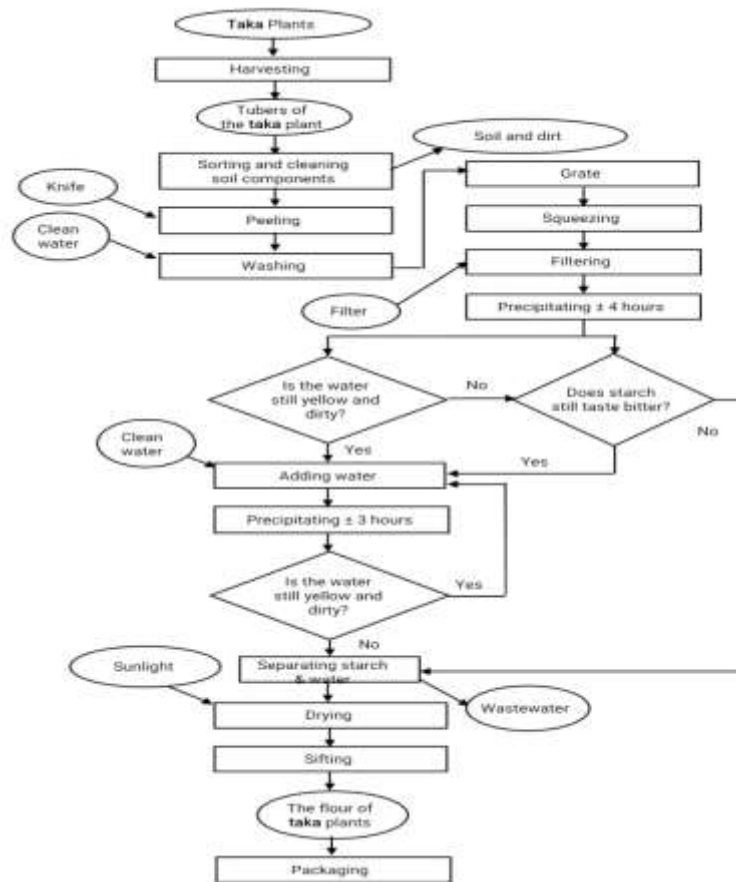 Taka Plants
Harvesting
Tubers of
the taka plant
Soil and dirt
Sorting and cleaning
soil components
Knife
Peeling
Clean
water
Washing
Grate
Squeezing
Filtering
Filter
Precipitating ± 4 hours
Is the water
still yellow and
dirty?
No
Does starch
still taste bitter?
No
Yes
Yes
Clean
water
Adding water
Precipitating ± 3 hours
Is the water
still yellow and
dirty?
Yes
No
Sunlight
Separating starch
& water
Wastewater
Drying
Sifting
The flour of
taka plants
Packaging